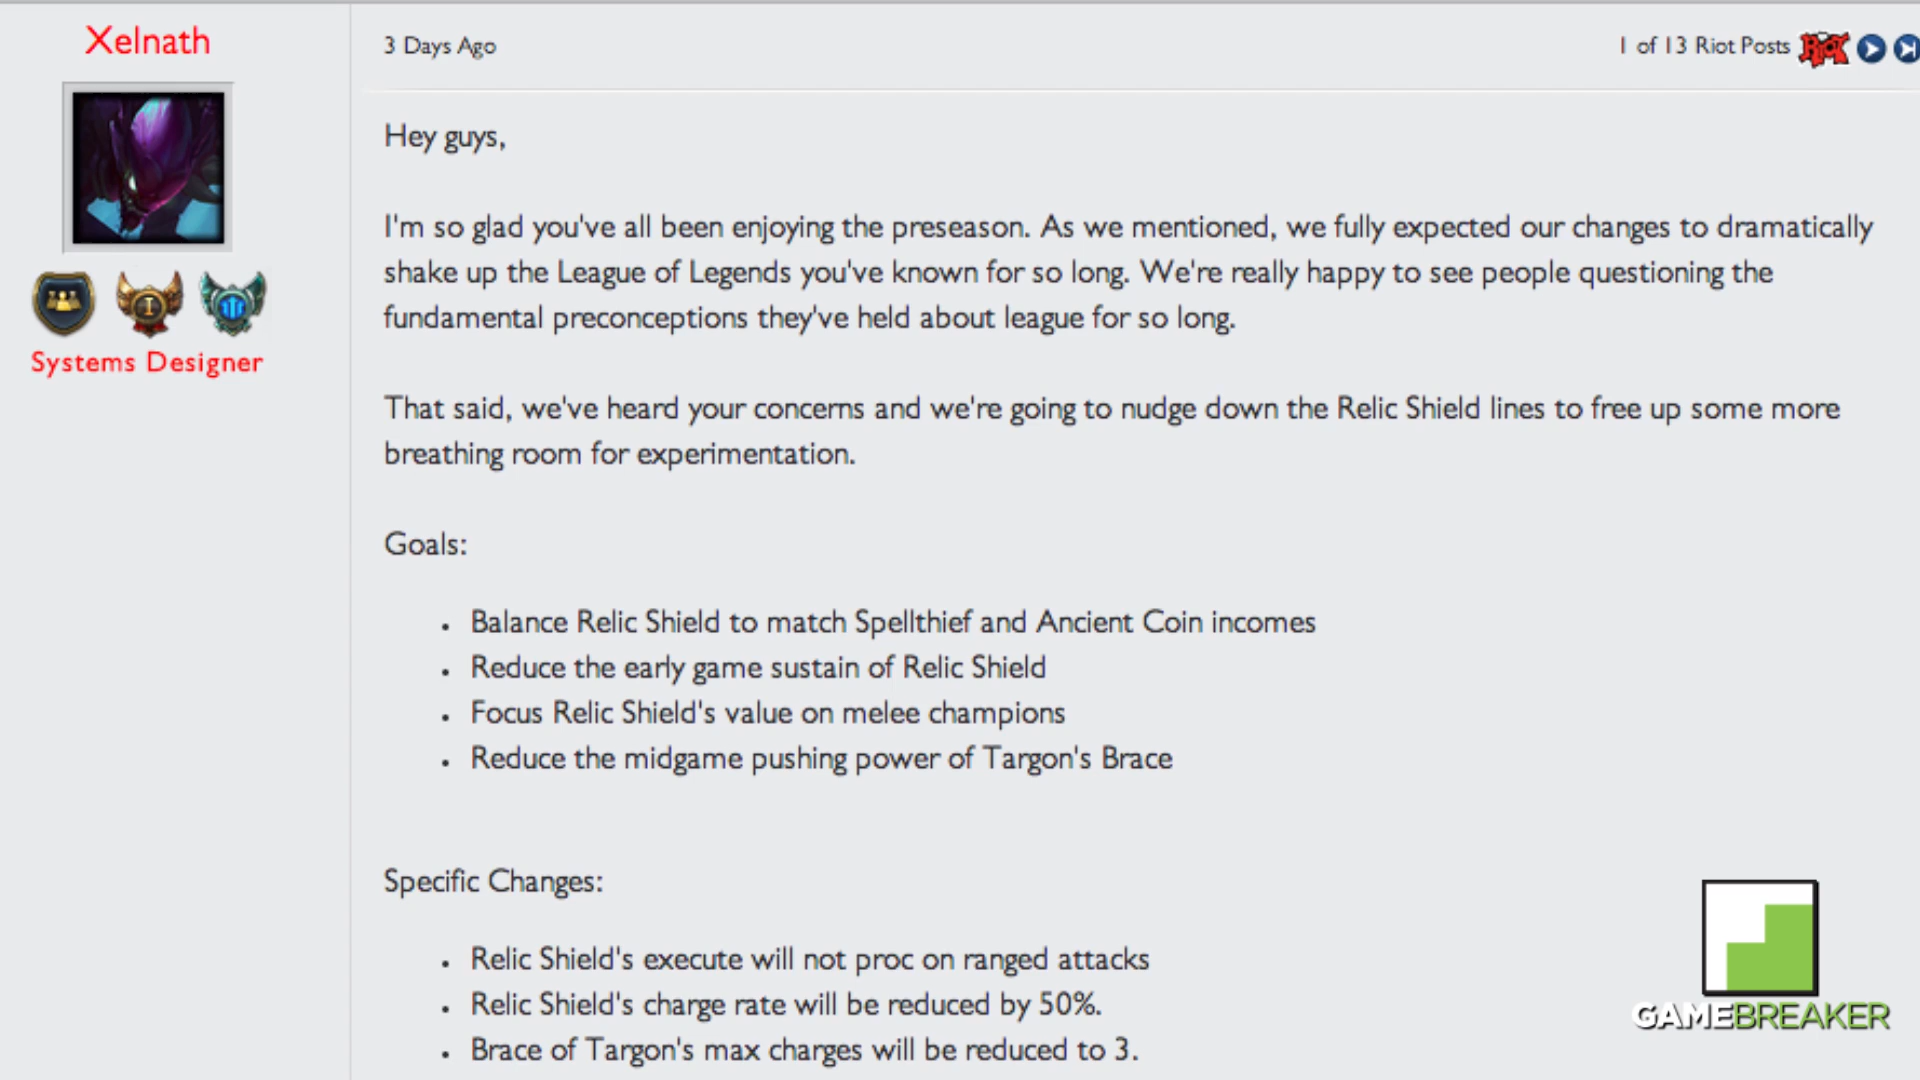 Xelnath
Systems Designer
3 Days Ago
1 of 13 Riot Posts RIOT
Hey guys,
I'm so glad you've all been enjoying the preseason. As we mentioned, we fully expected our changes to dramatically
shake up the League of Legends you've known for so long. We're really happy to see people questioning the
fundamental preconceptions they've held about league for so long.
That said, we've heard your concerns and we're going to nudge down the Relic Shield lines to free up some more
breathing room for experimentation.
Goals:
• Balance Relic Shield to match Spellthief and Ancient Coin incomes
• Reduce the early game sustain of Relic Shield
• Focus Relic Shield's value on melee champions
• Reduce the midgame pushing power of Targon's Brace
Specific Changes:
• Relic Shield's execute will not proc on ranged attacks
• Relic Shield's charge rate will be reduced by 50%.
• Brace of Targon's max charges will be reduced to 3.
GAMEBREAKER